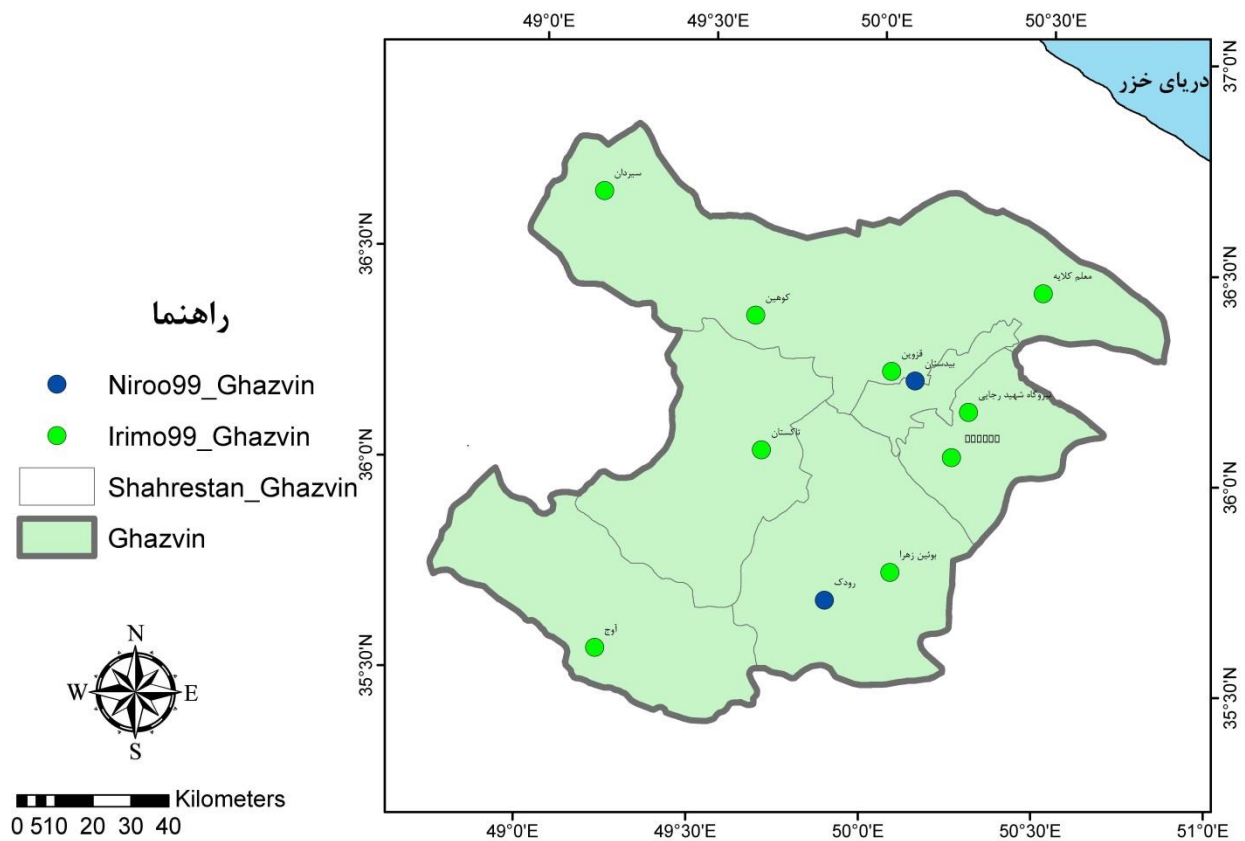 49°0'E 49°30'E 50°0'E 50°30'E
37°0'N
دریای خزر
سیردان
36°30'N
36°30'N
معلم کلایه
کوهین
راهنما
قزوین
بیدستان
Niroo99_Ghazvin
نیروگاه شهید رجایی
Irimo99_Ghazvin
تاکستان
36°0'N
Shahrestan_Ghazvin
36°0'N
Ghazvin
بوئین زهرا
رودک
آوج
N
35°30'N
W E
35°30'N
S
Kilometers
0 5 10 20 30 40
49°0'E 49°30'E 50°0'E 50°30'E 51°0'E